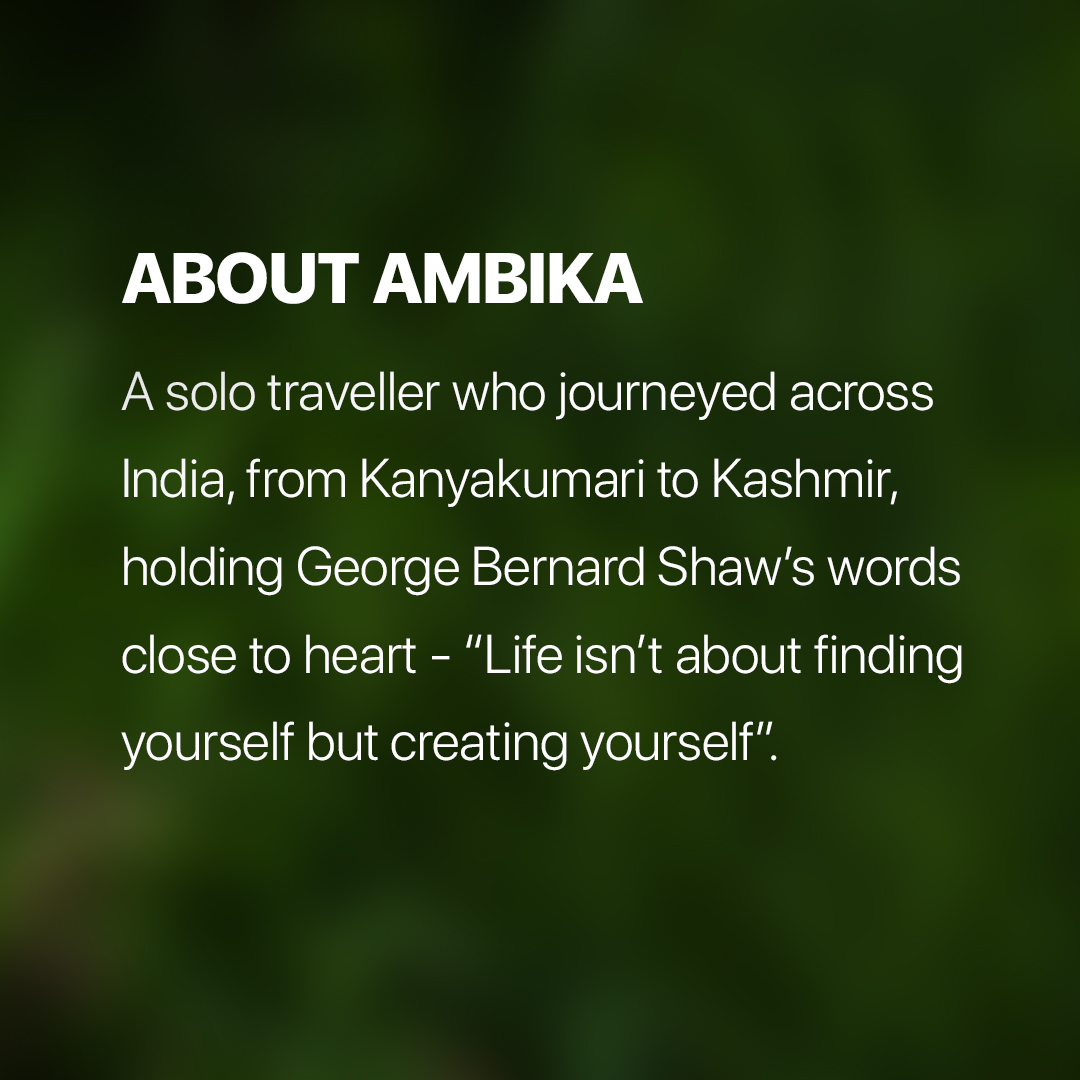 ABOUT AMBIKA
A solo traveller who journeyed across
India, from Kanyakumari to Kashmir,
holding George Bernard Shaw’s words
close to heart - “Life isn’t about finding
yourself but creating yourself”.